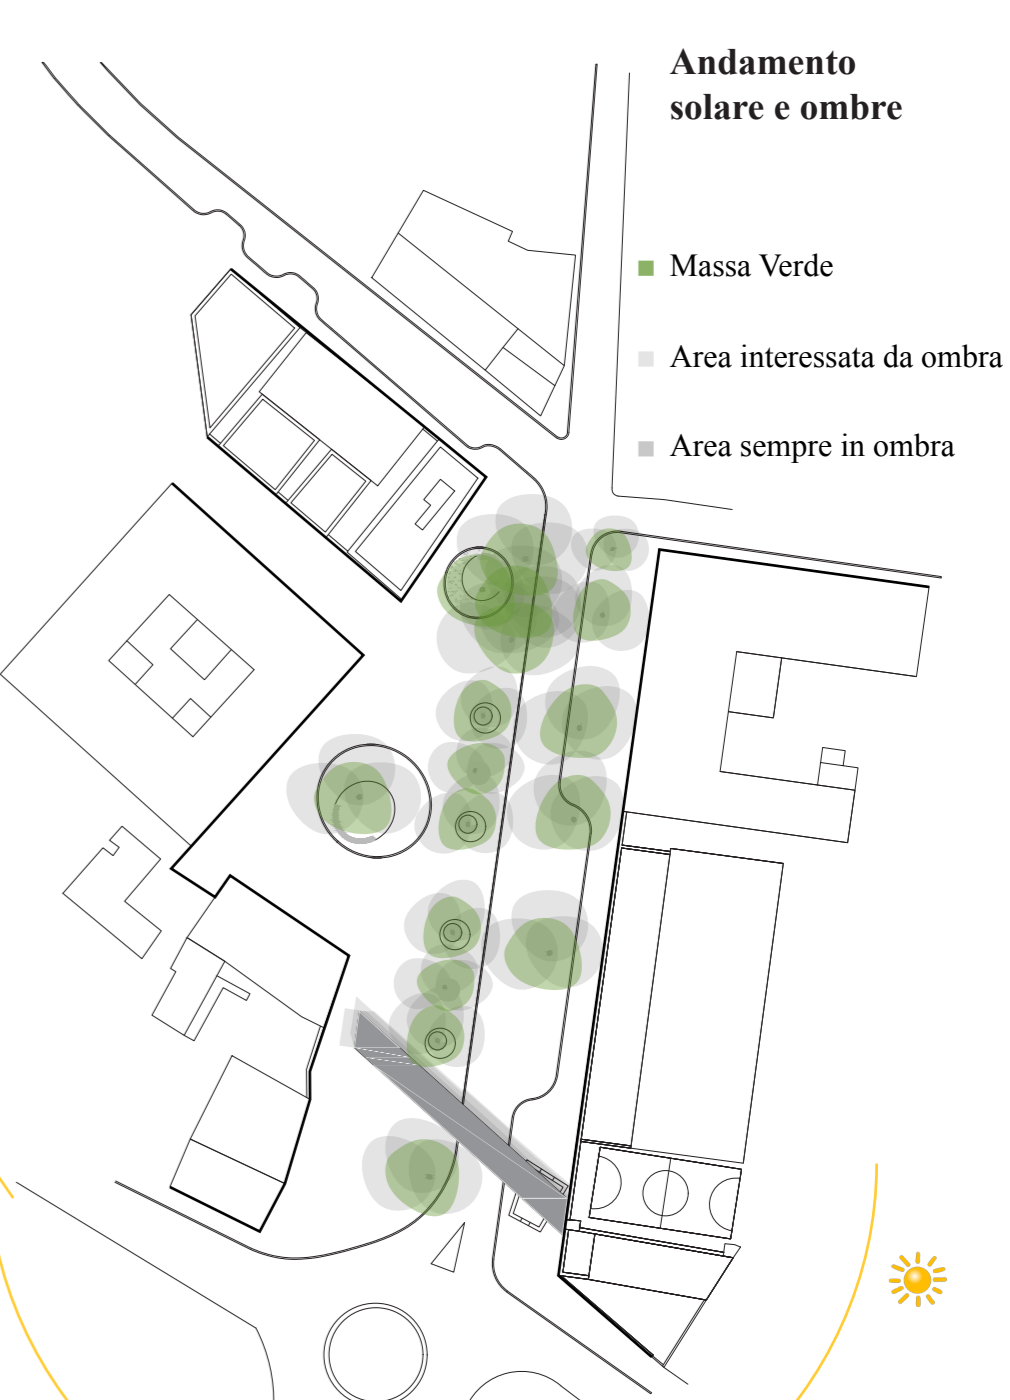 Andamento
solare e ombre
Massa Verde
Area interessata da ombra
Area sempre in ombra